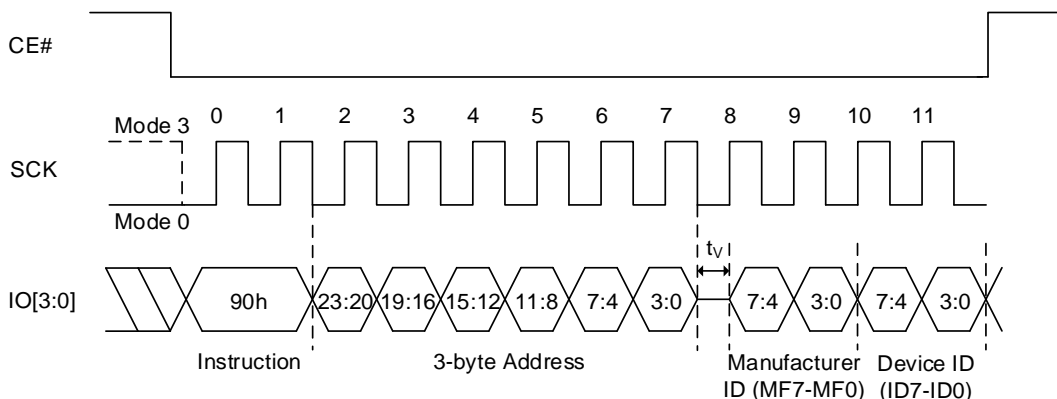 CE#
0 1 2 3 4 5 6 7 8 9 10 11
Mode 3
SCK
Mode 0
tV
IO[3:0]
90h 23:20 19:16 15:12 11:8 7:4 3:0 7:4 3:0 7:4 3:0
Instruction 3-byte Address Manufacturer Device ID
ID (MF7-MF0) (ID7-ID0)